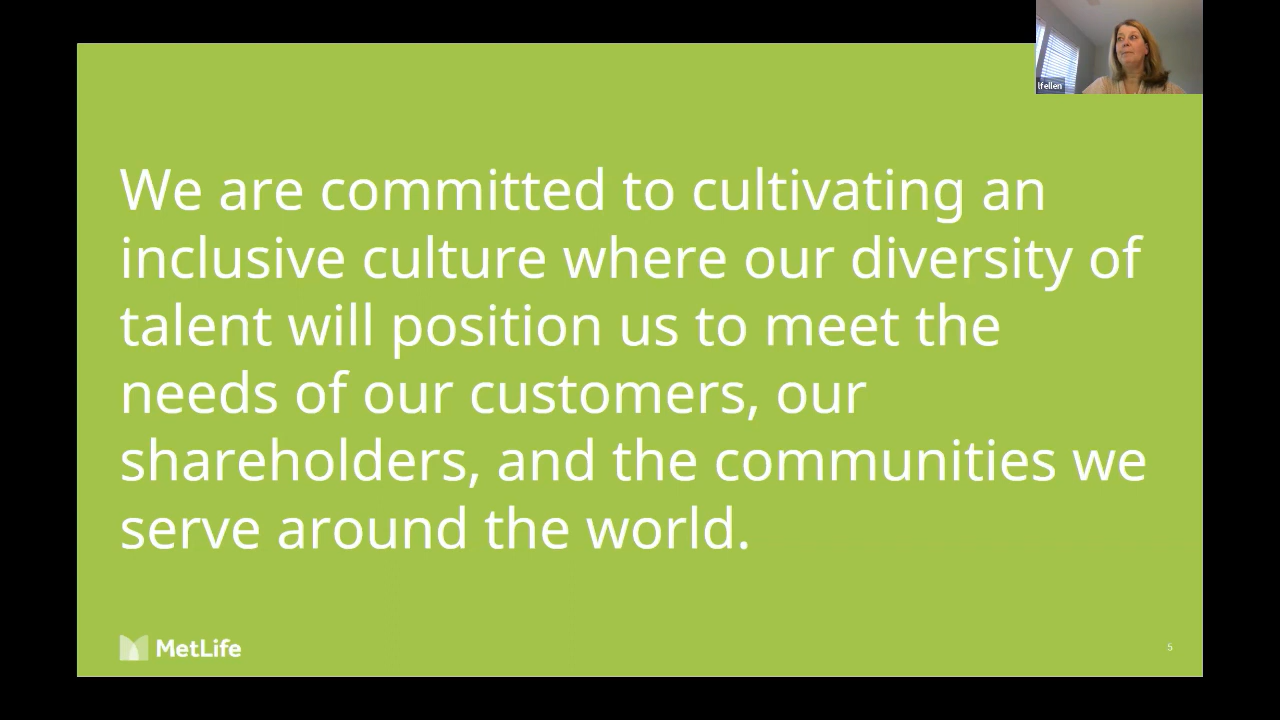 lfellen
We are committed to cultivating an
inclusive culture where our diversity of
talent will position us to meet the
needs of our customers, our
shareholders, and the communities we
serve around the world.
MetLife
5